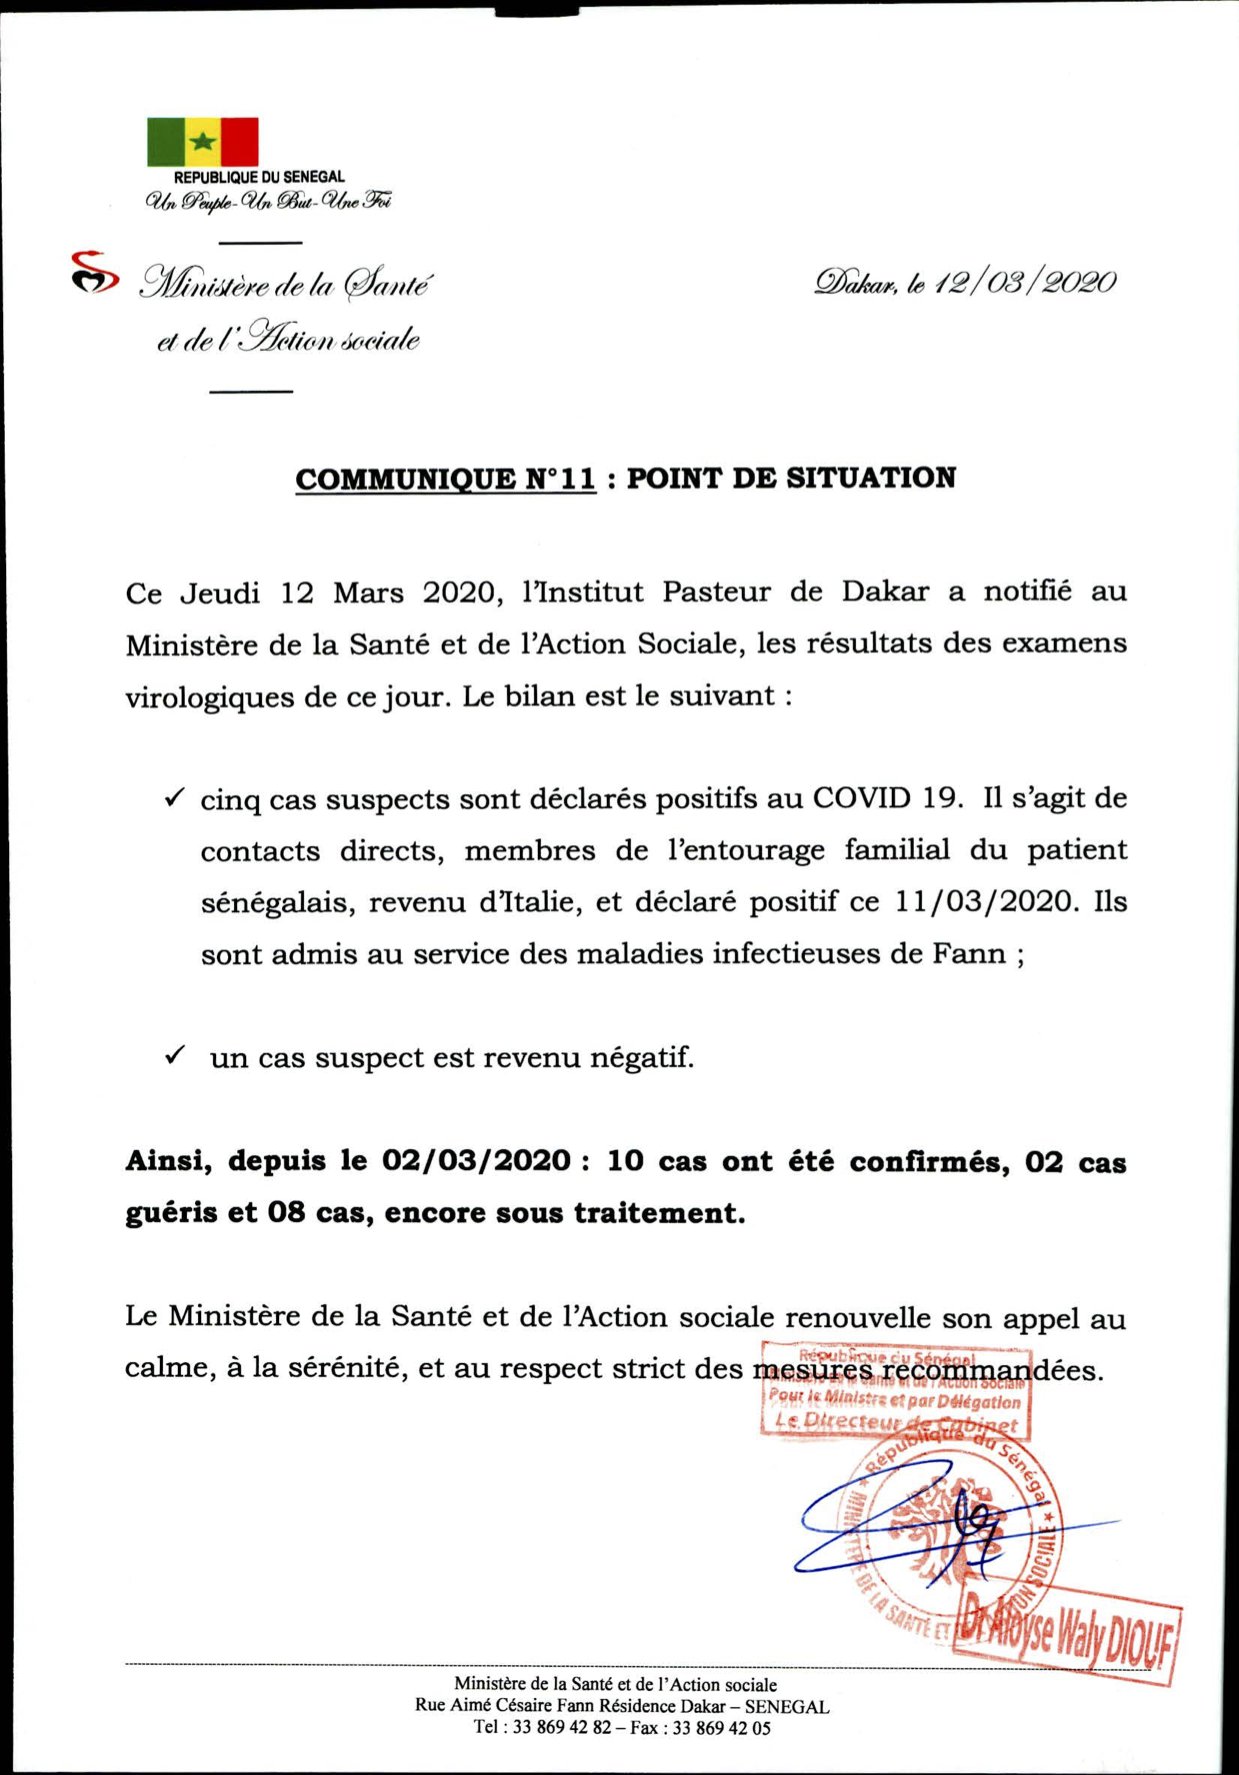 REPUBLIQUE DU SENEGAL
Un Peuple-Un But-Une Foi
Ministère de la Santé
et de l'Action sociale
Dakar, le 12/03/2020
COMMUNIQUE N°11 : POINT DE SITUATION
Ce Jeudi 12 Mars 2020, l'Institut Pasteur de Dakar a notifié au
Ministère de la Santé et de l'Action Sociale, les résultats des examens
virologiques de ce jour. Le bilan est le suivant :
✓ cinq cas suspects sont déclarés positifs au COVID 19. Il s'agit de
contacts directs, membres de l'entourage familial du patient
sénégalais, revenu d'Italie, et déclaré positif ce 11/03/2020. Ils
sont admis au service des maladies infectieuses de Fann ;
✓ un cas suspect est revenu négatif.
Ainsi, depuis le 02/03/2020 : 10 cas ont été confirmés, 02 cas
guéris et 08 cas, encore sous traitement.
Le Ministère de la Santé et de l'Action sociale renouvelle son appel au
calme, à la sérénité, et au respect strict des mesures recommandées.
République du Sénégal
Ministère de la Santé et de l'Action Sociale
Pour le Ministre et par Délégation
Le Directeur de Cabinet
République du Sénégal
MINISTERE DE LA SANTÉ ET DE L'ACTION SOCIALE
Dr Aloyse Waly DIOUF
Ministère de la Santé et de l'Action sociale
Rue Aimé Césaire Fann Résidence Dakar – SENEGAL
Tel : 33 869 42 82 – Fax : 33 869 42 05